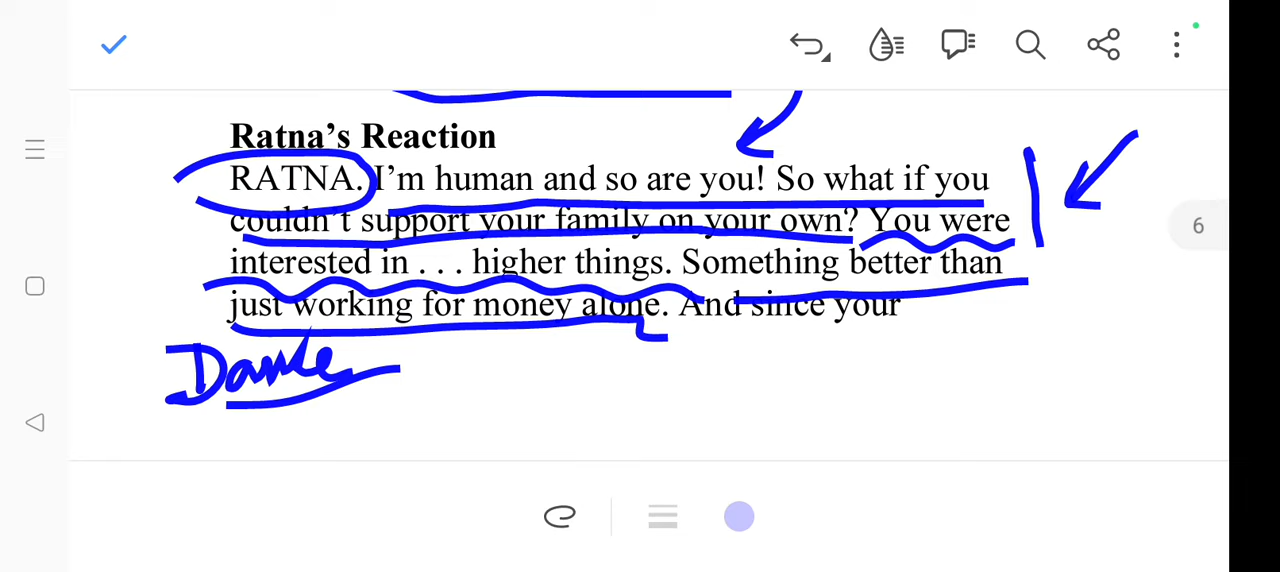 Ratna's Reaction
RATNA. I'm human and so are you! So what if you
couldn't support your family on your own? You were
interested in . . . higher things. Something better than
just working for money alone. And since your
6